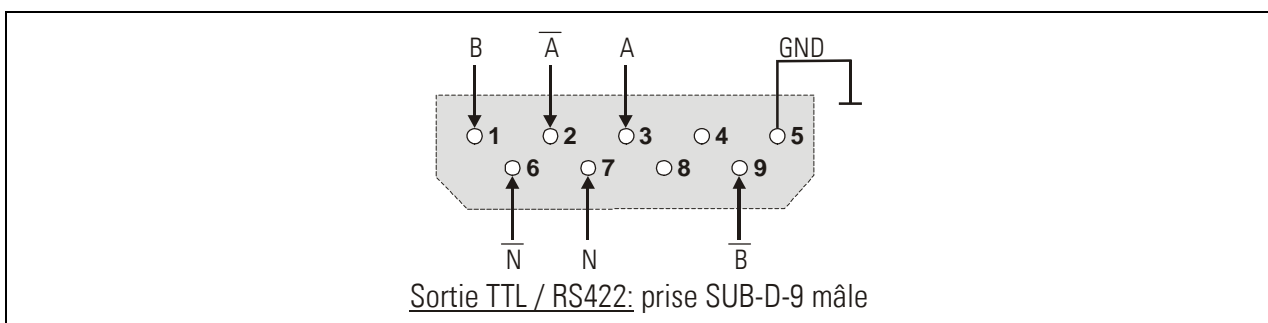 B A̅ A GND
1 2 3 4 5
6 7 8 9
N̅ N B̅
Sortie TTL / RS422: prise SUB-D-9 mâle